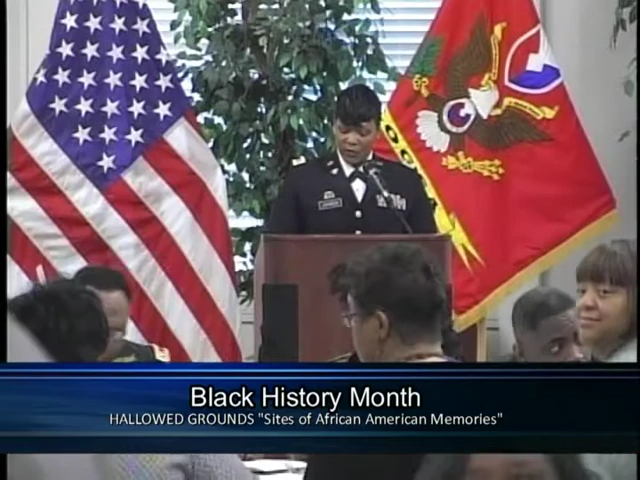 Black History Month
HALLOWED GROUNDS "Sites of African American Memories"